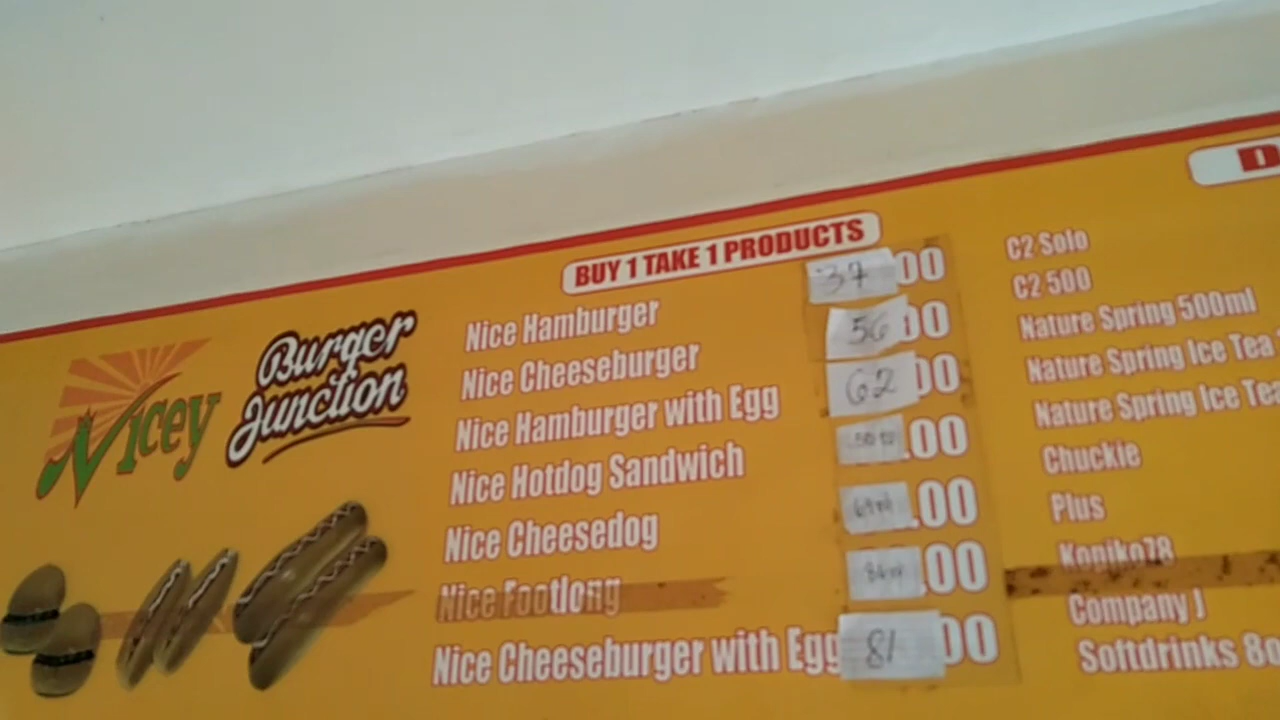 BUY 1 TAKE 1 PRODUCTS
Nicey
Burger
Junction
Nice Hamburger 37 00
Nice Cheeseburger 56 00
Nice Hamburger with Egg 62 00
Nice Hotdog Sandwich .00
Nice Cheesedog .00
Nice Footlong .00
Nice Cheeseburger with Egg 81 00
D
C2 Solo
C2 500
Nature Spring 500ml
Nature Spring Ice Tea
Nature Spring Ice Tea
Chuckie
Plus
Kopiko78
Company J
Softdrinks 8o